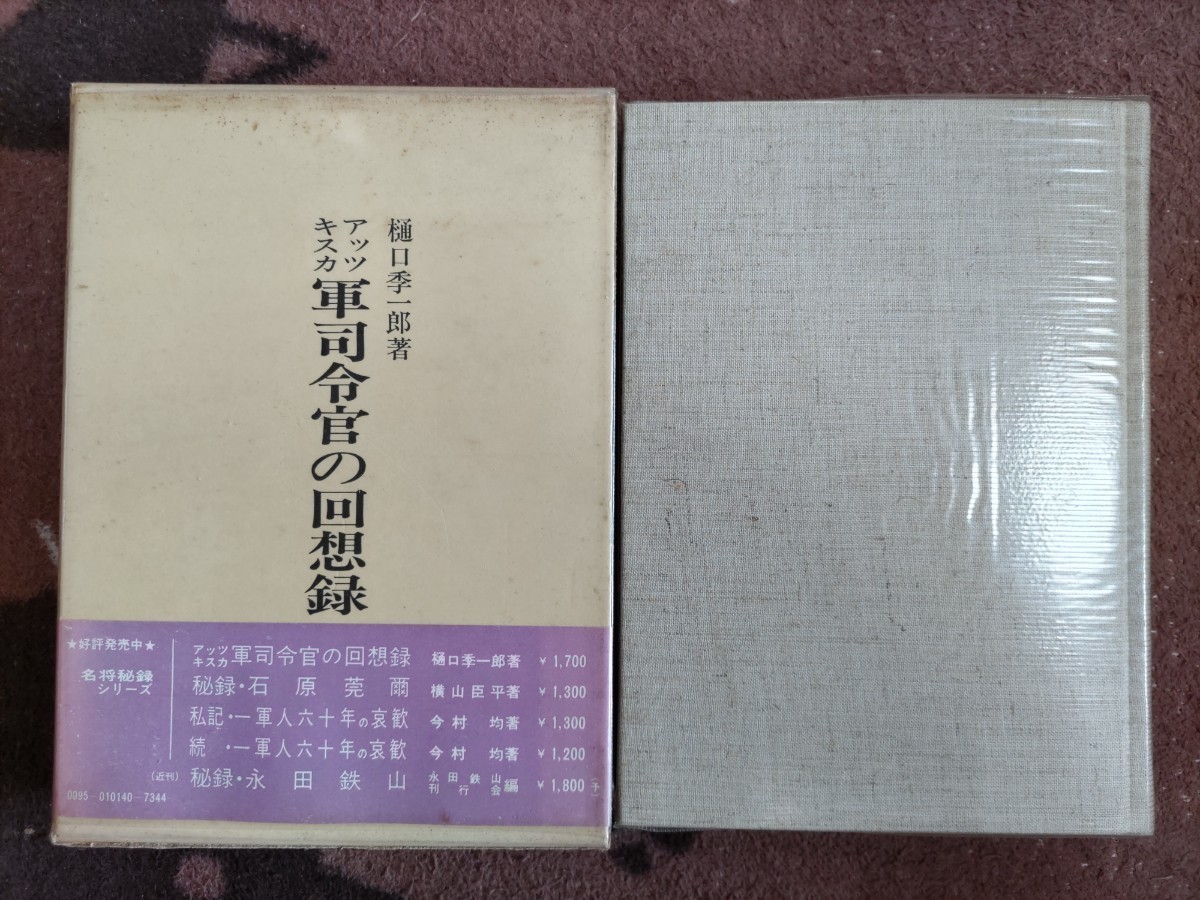 樋口季一郎著
アッツ
キスカ
軍司令官の回想録
★好評発売中★
名将秘録
シリーズ
アッツ
キスカ 軍司令官の回想録 樋口季一郎著 ￥1,700
秘録・石原莞爾 横山臣平著 ￥1,300
私記・一軍人六十年の哀歓 今村均著 ￥1,300
続・一軍人六十年の哀歓 今村均著 ￥1,200
(近刊) 秘録・永田鉄山 永田鉄山刊行会編 ￥1,800 (予)
0095-010140-7344